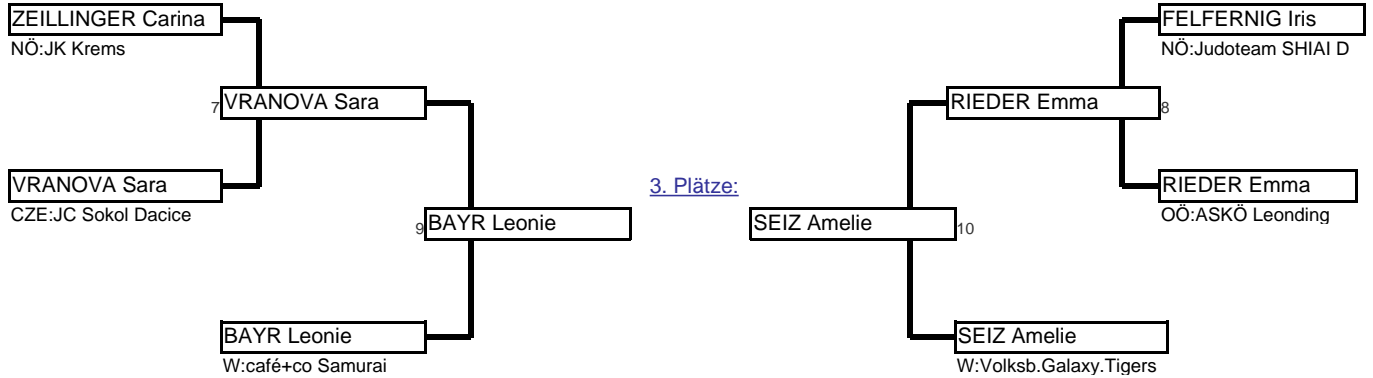 ZEILLINGER Carina
NÖ:JK Krems
7 VRANOVA Sara
VRANOVA Sara
CZE:JC Sokol Dacice
9 BAYR Leonie
BAYR Leonie
W:café+co Samurai
3. Plätze:
FELFERNIG Iris
NÖ:Judoteam SHIAI D
RIEDER Emma 8
RIEDER Emma
OÖ:ASKÖ Leonding
SEIZ Amelie 10
SEIZ Amelie
W:Volksb.Galaxy.Tigers